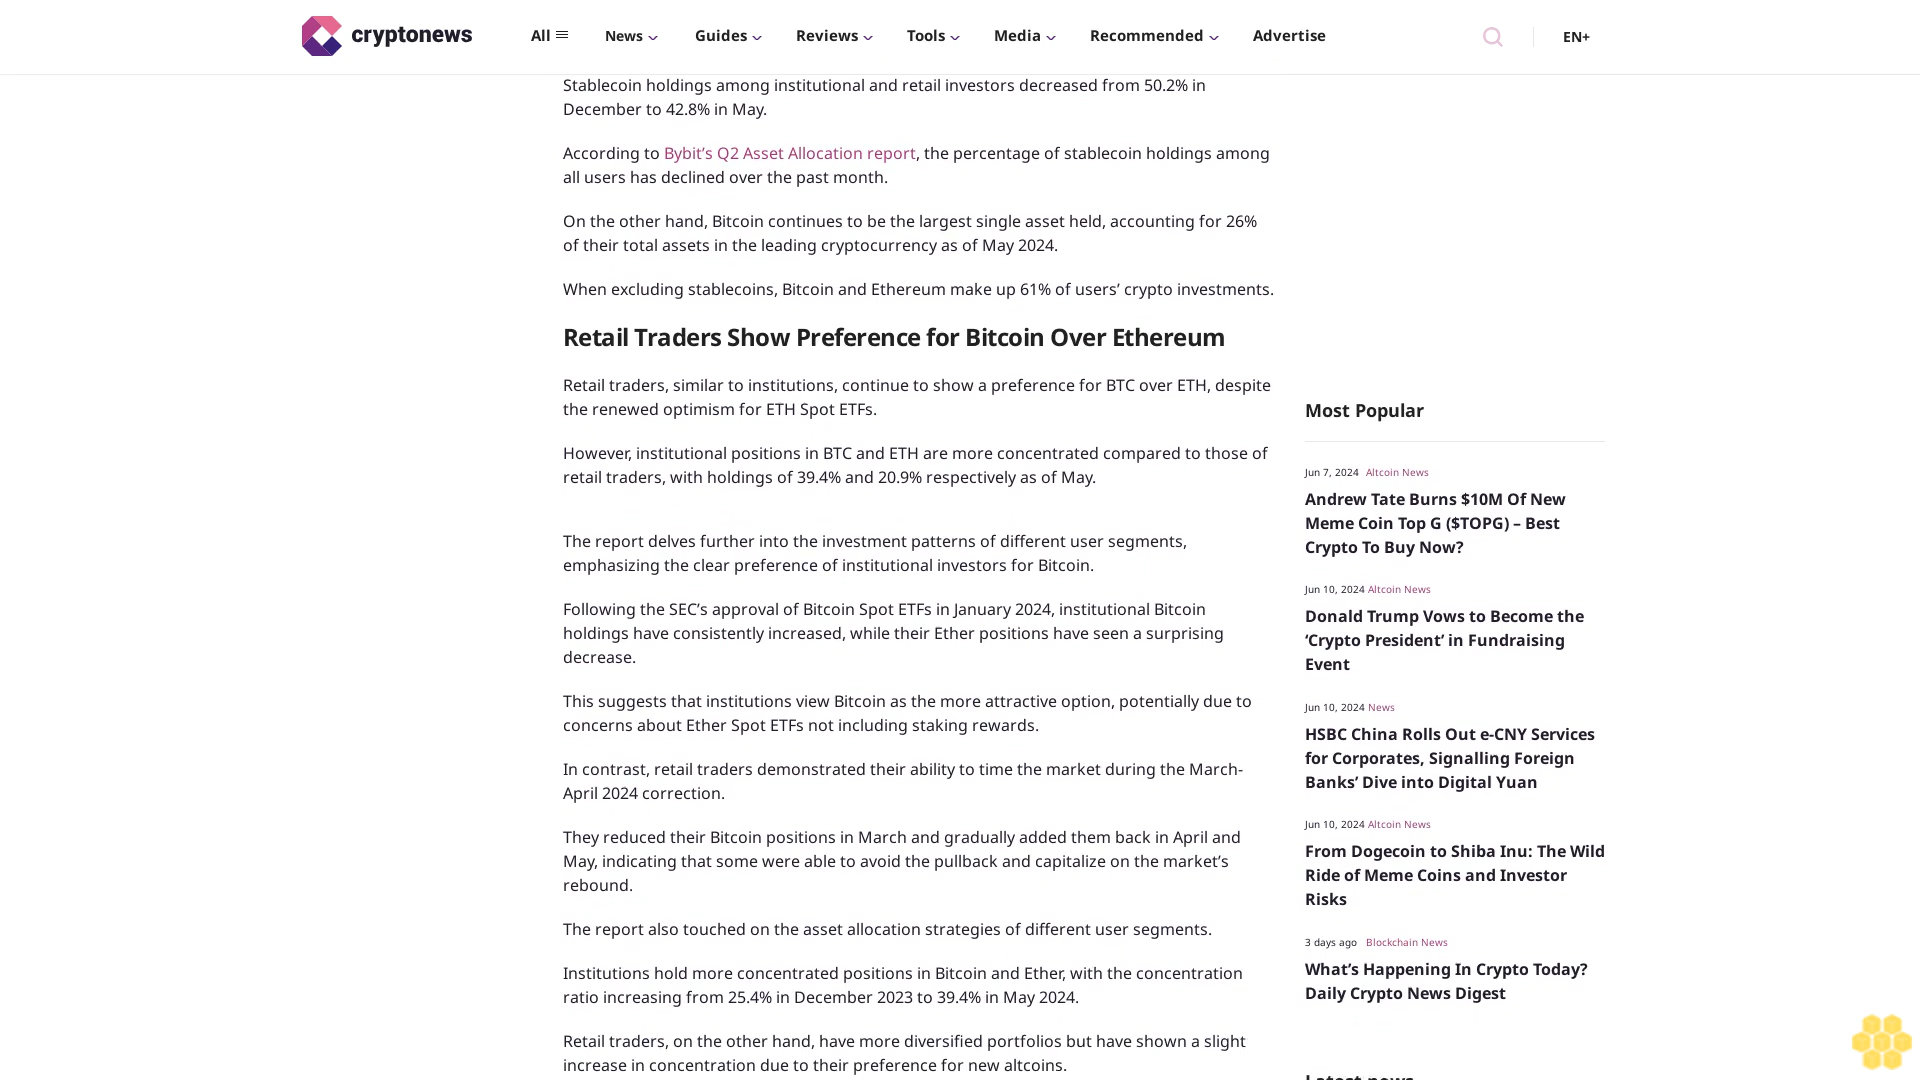 cryptonews
All
News
Guides
Reviews
Tools
Media
Recommended
Advertise
EN+
Stablecoin holdings among institutional and retail investors decreased from 50.2% in
December to 42.8% in May.
According to Bybit’s Q2 Asset Allocation report, the percentage of stablecoin holdings among
all users has declined over the past month.
On the other hand, Bitcoin continues to be the largest single asset held, accounting for 26%
of their total assets in the leading cryptocurrency as of May 2024.
When excluding stablecoins, Bitcoin and Ethereum make up 61% of users’ crypto investments.
Retail Traders Show Preference for Bitcoin Over Ethereum
Retail traders, similar to institutions, continue to show a preference for BTC over ETH, despite
the renewed optimism for ETH Spot ETFs.
However, institutional positions in BTC and ETH are more concentrated compared to those of
retail traders, with holdings of 39.4% and 20.9% respectively as of May.
The report delves further into the investment patterns of different user segments,
emphasizing the clear preference of institutional investors for Bitcoin.
Following the SEC’s approval of Bitcoin Spot ETFs in January 2024, institutional Bitcoin
holdings have consistently increased, while their Ether positions have seen a surprising
decrease.
This suggests that institutions view Bitcoin as the more attractive option, potentially due to
concerns about Ether Spot ETFs not including staking rewards.
In contrast, retail traders demonstrated their ability to time the market during the March-
April 2024 correction.
They reduced their Bitcoin positions in March and gradually added them back in April and
May, indicating that some were able to avoid the pullback and capitalize on the market’s
rebound.
The report also touched on the asset allocation strategies of different user segments.
Institutions hold more concentrated positions in Bitcoin and Ether, with the concentration
ratio increasing from 25.4% in December 2023 to 39.4% in May 2024.
Retail traders, on the other hand, have more diversified portfolios but have shown a slight
increase in concentration due to their preference for new altcoins.
Most Popular
Jun 7, 2024 Altcoin News
Andrew Tate Burns $10M Of New
Meme Coin Top G ($TOPG) – Best
Crypto To Buy Now?
Jun 10, 2024 Altcoin News
Donald Trump Vows to Become the
‘Crypto President’ in Fundraising
Event
Jun 10, 2024 News
HSBC China Rolls Out e-CNY Services
for Corporates, Signalling Foreign
Banks’ Dive into Digital Yuan
Jun 10, 2024 Altcoin News
From Dogecoin to Shiba Inu: The Wild
Ride of Meme Coins and Investor
Risks
3 days ago Blockchain News
What’s Happening In Crypto Today?
Daily Crypto News Digest
Latest news